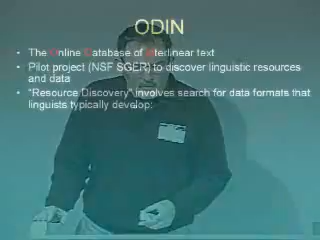 ODIN
• The Online Database of Interlinear text
• Pilot project (NSF SGER) to discover linguistic resources
and data
• "Resource Discovery" involves search for data formats that
linguists typically develop: